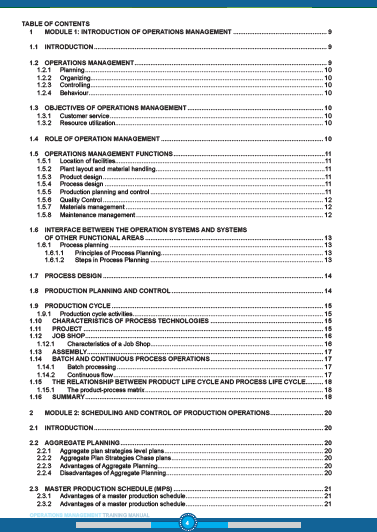 TABLE OF CONTENTS
1 MODULE 1: INTRODUCTION OF OPERATIONS MANAGEMENT ... 9
1.1 INTRODUCTION ... 9
1.2 OPERATIONS MANAGEMENT ... 9
1.2.1 Planning ... 10
1.2.2 Organizing ... 10
1.2.3 Controlling ... 10
1.2.4 Behaviour ... 10
1.3 OBJECTIVES OF OPERATIONS MANAGEMENT ... 10
1.3.1 Customer service ... 10
1.3.2 Resource utilization ... 10
1.4 ROLE OF OPERATION MANAGEMENT ... 10
1.5 OPERATIONS MANAGEMENT FUNCTIONS ... 11
1.5.1 Location of facilities ... 11
1.5.2 Plant layout and material handling ... 11
1.5.3 Product design ... 11
1.5.4 Process design ... 11
1.5.5 Production planning and control ... 11
1.5.6 Quality Control ... 12
1.5.7 Materials management ... 12
1.5.8 Maintenance management ... 12
1.6 INTERFACE BETWEEN THE OPERATION SYSTEMS AND SYSTEMS
OF OTHER FUNCTIONAL AREAS ... 13
1.6.1 Process planning ... 13
1.6.1.1 Principles of Process Planning ... 13
1.6.1.2 Steps in Process Planning ... 13
1.7 PROCESS DESIGN ... 14
1.8 PRODUCTION PLANNING AND CONTROL ... 14
1.9 PRODUCTION CYCLE ... 15
1.9.1 Production cycle activities ... 15
1.10 CHARACTERISTICS OF PROCESS TECHNOLOGIES ... 15
1.11 PROJECT ... 15
1.12 JOB SHOP ... 16
1.12.1 Characteristics of a Job Shop ... 16
1.13 ASSEMBLY ... 17
1.14 BATCH AND CONTINUOUS PROCESS OPERATIONS ... 17
1.14.1 Batch processing ... 17
1.14.2 Continuous flow ... 17
1.15 THE RELATIONSHIP BETWEEN PRODUCT LIFE CYCLE AND PROCESS LIFE CYCLE ... 18
1.15.1 The product-process matrix ... 18
1.16 SUMMARY ... 18
2 MODULE 2: SCHEDULING AND CONTROL OF PRODUCTION OPERATIONS ... 20
2.1 INTRODUCTION ... 20
2.2 AGGREGATE PLANNING ... 20
2.2.1 Aggregate plan strategies level plans ... 20
2.2.2 Aggregate Plan Strategies Chase plans ... 20
2.2.3 Advantages of Aggregate Planning ... 20
2.2.4 Disadvantages of Aggregate Planning ... 20
2.3 MASTER PRODUCTION SCHEDULE (MPS) ... 21
2.3.1 Advantages of a master production schedule ... 21
2.3.2 Advantages of a master production schedule ... 21
OPERATIONS MANAGEMENT TRAINING MANUAL
4